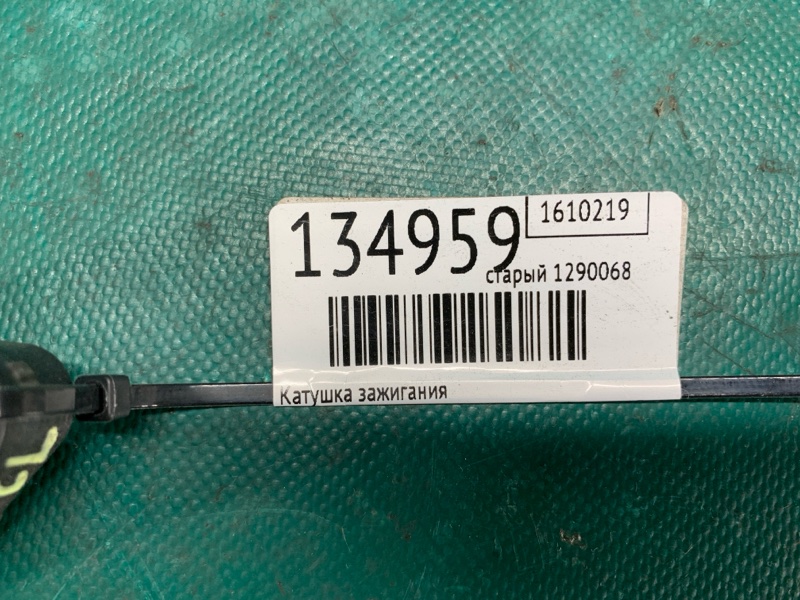 134959
1610219
старый 1290068
Катушка зажигания